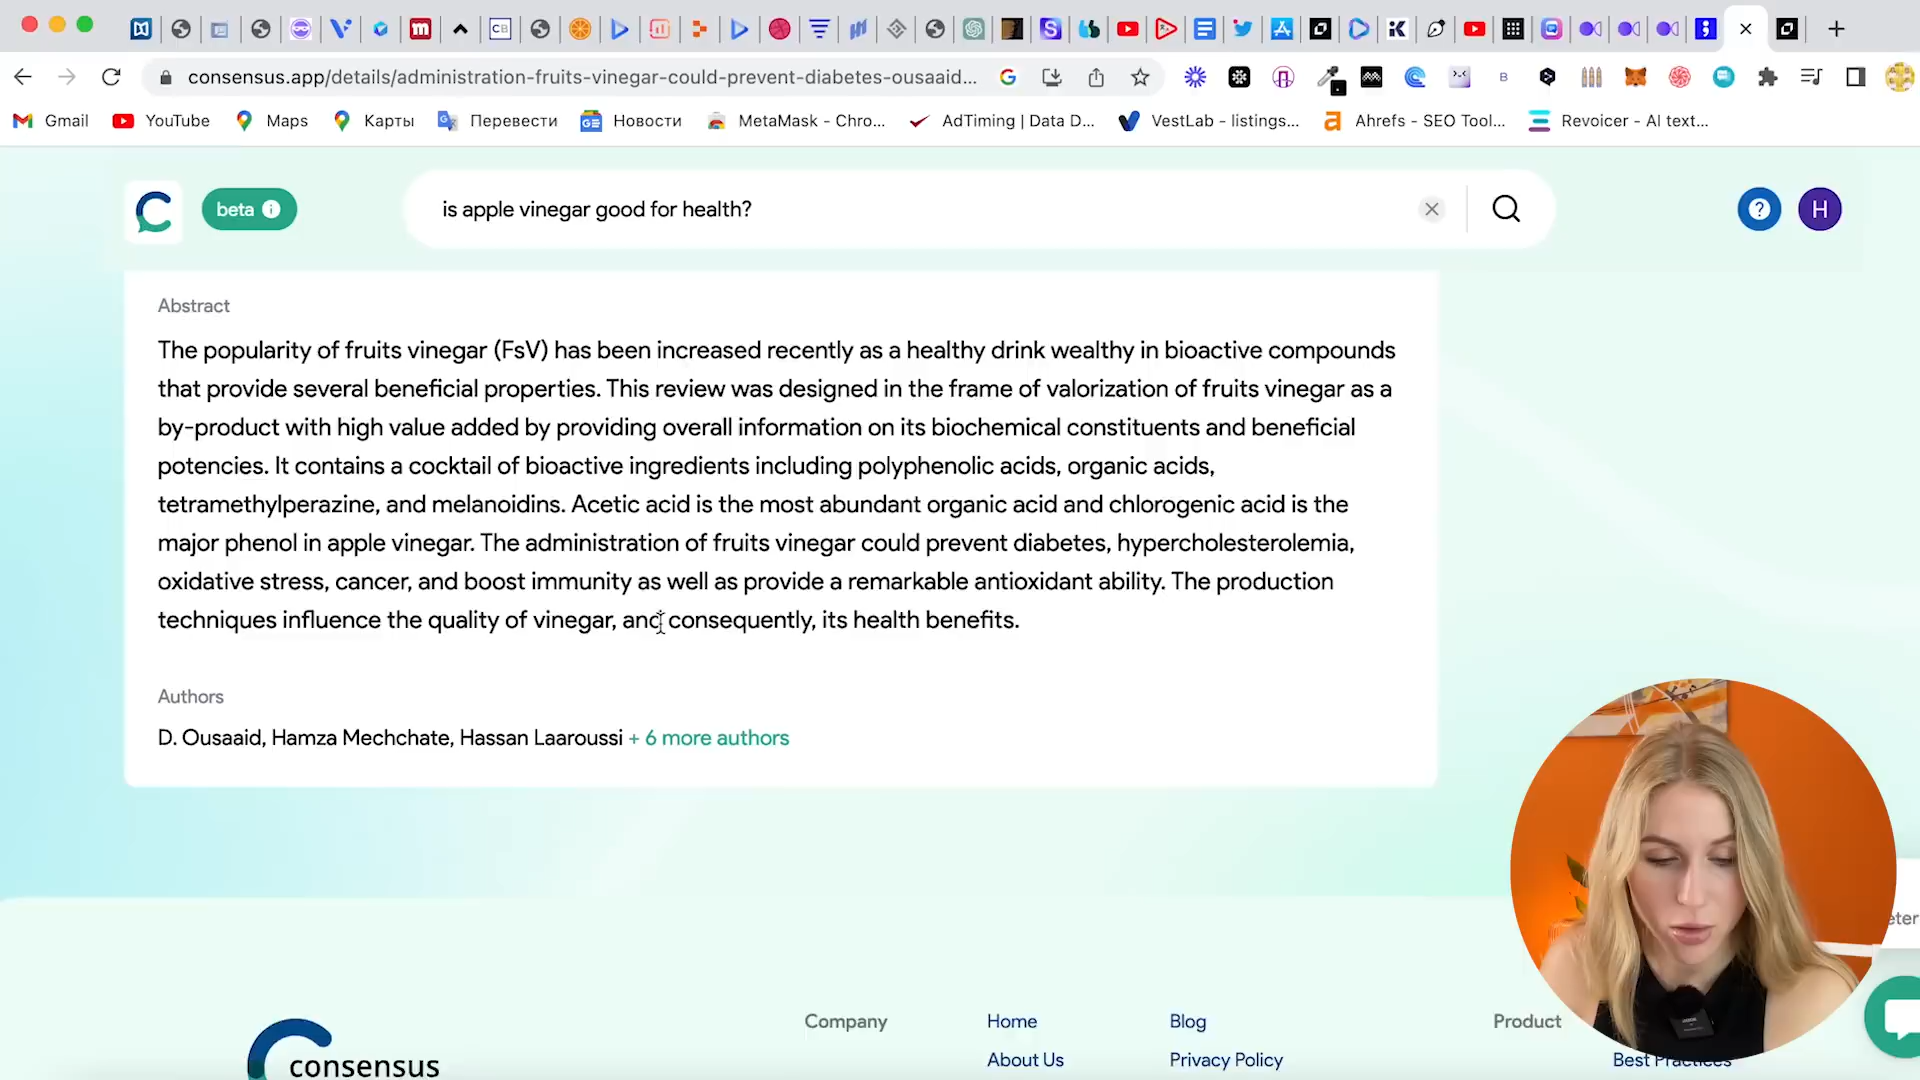 consensus.app/details/administration-fruits-vinegar-could-prevent-diabetes-ousaaid...
Gmail YouTube Maps Карты Перевести Новости MetaMask - Chro... AdTiming | Data D... VestLab - listings... Ahrefs - SEO Tool... Revoicer - AI text...
beta
is apple vinegar good for health?
H
Abstract
The popularity of fruits vinegar (FsV) has been increased recently as a healthy drink wealthy in bioactive compounds
that provide several beneficial properties. This review was designed in the frame of valorization of fruits vinegar as a
by-product with high value added by providing overall information on its biochemical constituents and beneficial
potencies. It contains a cocktail of bioactive ingredients including polyphenolic acids, organic acids,
tetramethylperazine, and melanoidins. Acetic acid is the most abundant organic acid and chlorogenic acid is the
major phenol in apple vinegar. The administration of fruits vinegar could prevent diabetes, hypercholesterolemia,
oxidative stress, cancer, and boost immunity as well as provide a remarkable antioxidant ability. The production
techniques influence the quality of vinegar, and consequently, its health benefits.
Authors
D. Ousaaid, Hamza Mechchate, Hassan Laaroussi + 6 more authors
consensus
Company Home Blog Product
About Us Privacy Policy Best Practices